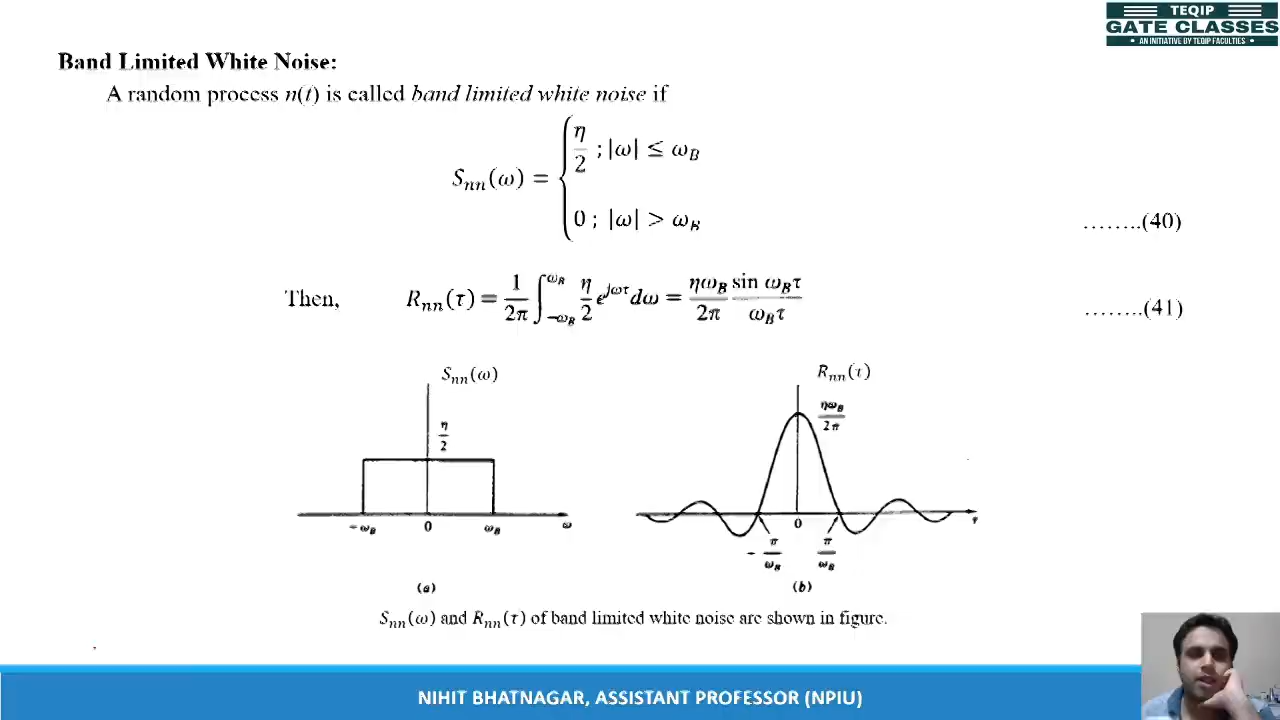 TEQIP
GATE CLASSES
• AN INITIATIVE BY TEQIP FACULTIES •
Band Limited White Noise:
A random process n(t) is called band limited white noise if
S_nn(ω) = { η/2 ; |ω| ≤ ω_B
0 ; |ω| > ω_B ........(40)
Then, R_nn(τ) = 1/2π ∫_{-ω_B}^{ω_B} η/2 e^{jωτ} dω = ηω_B/2π sin ω_Bτ/ω_Bτ ........(41)
S_nn(ω) R_nn(τ)
η/2 ηω_B/2π
-ω_B 0 ω_B ω 0 τ
-π/ω_B π/ω_B
(a) (b)
S_nn(ω) and R_nn(τ) of band limited white noise are shown in figure.
NIHIT BHATNAGAR, ASSISTANT PROFESSOR (NPIU)